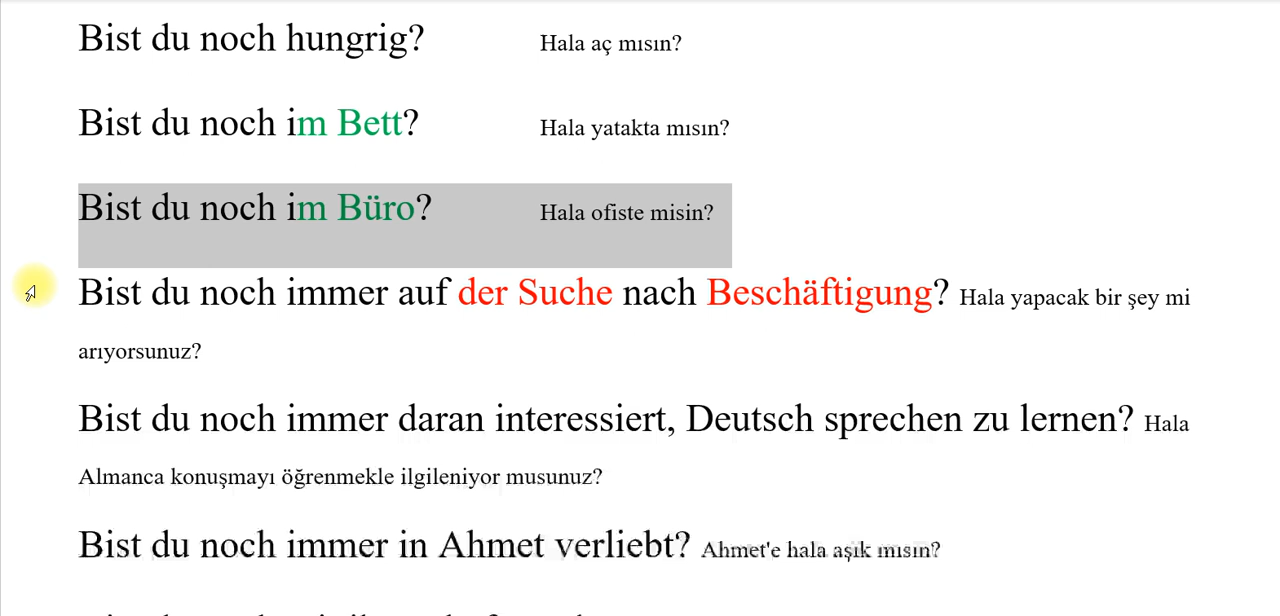 Bist du noch hungrig? Hala aç mısın?
Bist du noch im Bett? Hala yatakta mısın?
Bist du noch im Büro? Hala ofiste misin?
Bist du noch immer auf der Suche nach Beschäftigung? Hala yapacak bir şey mi
arıyorsunuz?
Bist du noch immer daran interessiert, Deutsch sprechen zu lernen? Hala
Almanca konuşmayı öğrenmekle ilgileniyor musunuz?
Bist du noch immer in Ahmet verliebt? Ahmet'e hala aşık mısın?